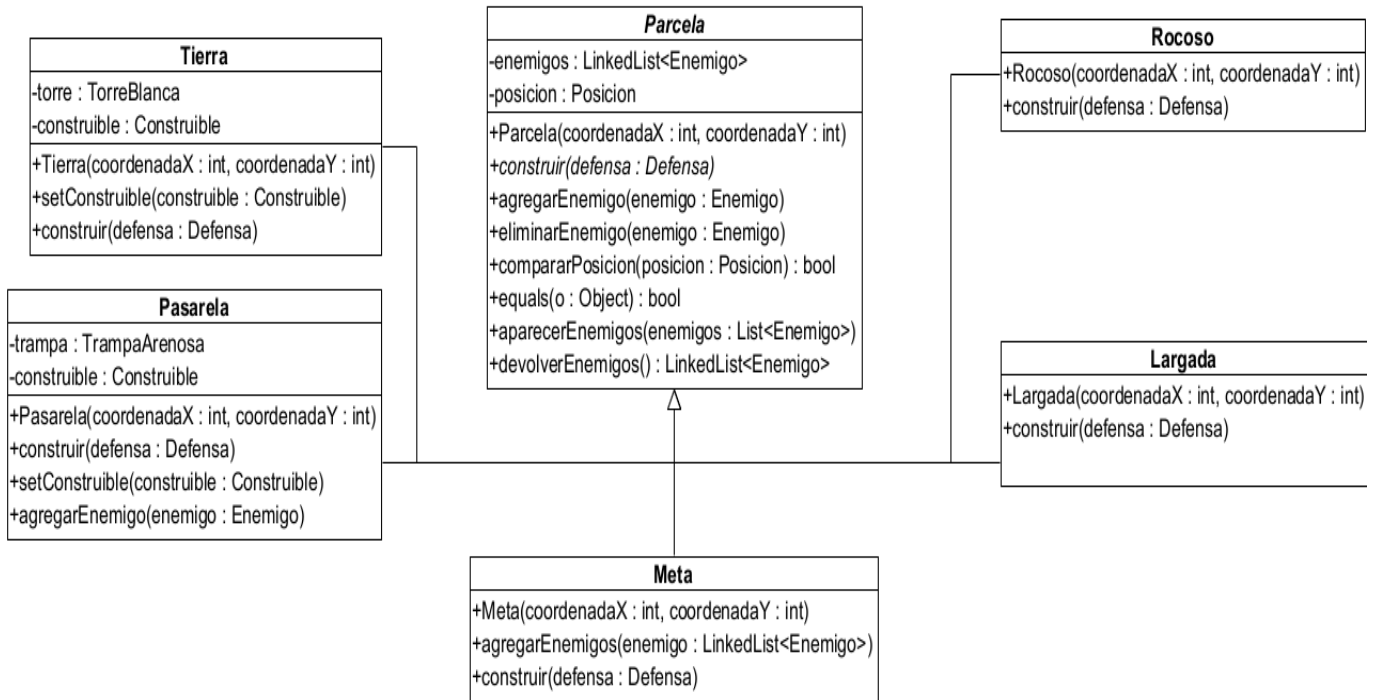 Tierra
-torre : TorreBlanca
-construible : Construible
+Tierra(coordenadaX : int, coordenadaY : int)
+setConstruible(construible : Construible)
+construir(defensa : Defensa)
Pasarela
-trampa : TrampaArenosa
-construible : Construible
+Pasarela(coordenadaX : int, coordenadaY : int)
+construir(defensa : Defensa)
+setConstruible(construible : Construible)
+agregarEnemigo(enemigo : Enemigo)
Parcela
-enemigos : LinkedList<Enemigo>
-posicion : Posicion
+Parcela(coordenadaX : int, coordenadaY : int)
+construir(defensa : Defensa)
+agregarEnemigo(enemigo : Enemigo)
+eliminarEnemigo(enemigo : Enemigo)
+compararPosicion(posicion : Posicion) : bool
+equals(o : Object) : bool
+aparecerEnemigos(enemigos : List<Enemigo>)
+devolverEnemigos() : LinkedList<Enemigo>
Rocoso
+Rocoso(coordenadaX : int, coordenadaY : int)
+construir(defensa : Defensa)
Largada
+Largada(coordenadaX : int, coordenadaY : int)
+construir(defensa : Defensa)
Meta
+Meta(coordenadaX : int, coordenadaY : int)
+agregarEnemigos(enemigo : LinkedList<Enemigo>)
+construir(defensa : Defensa)